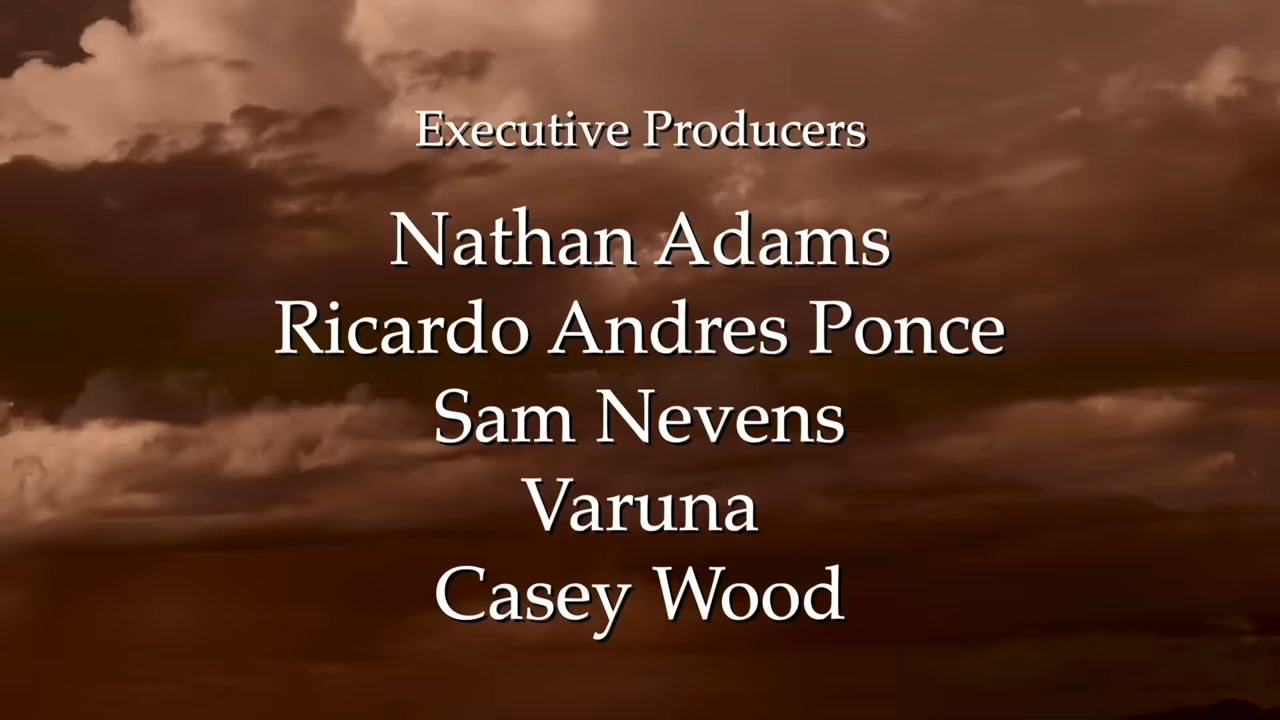 Executive Producers
Nathan Adams
Ricardo Andres Ponce
Sam Nevens
Varuna
Casey Wood